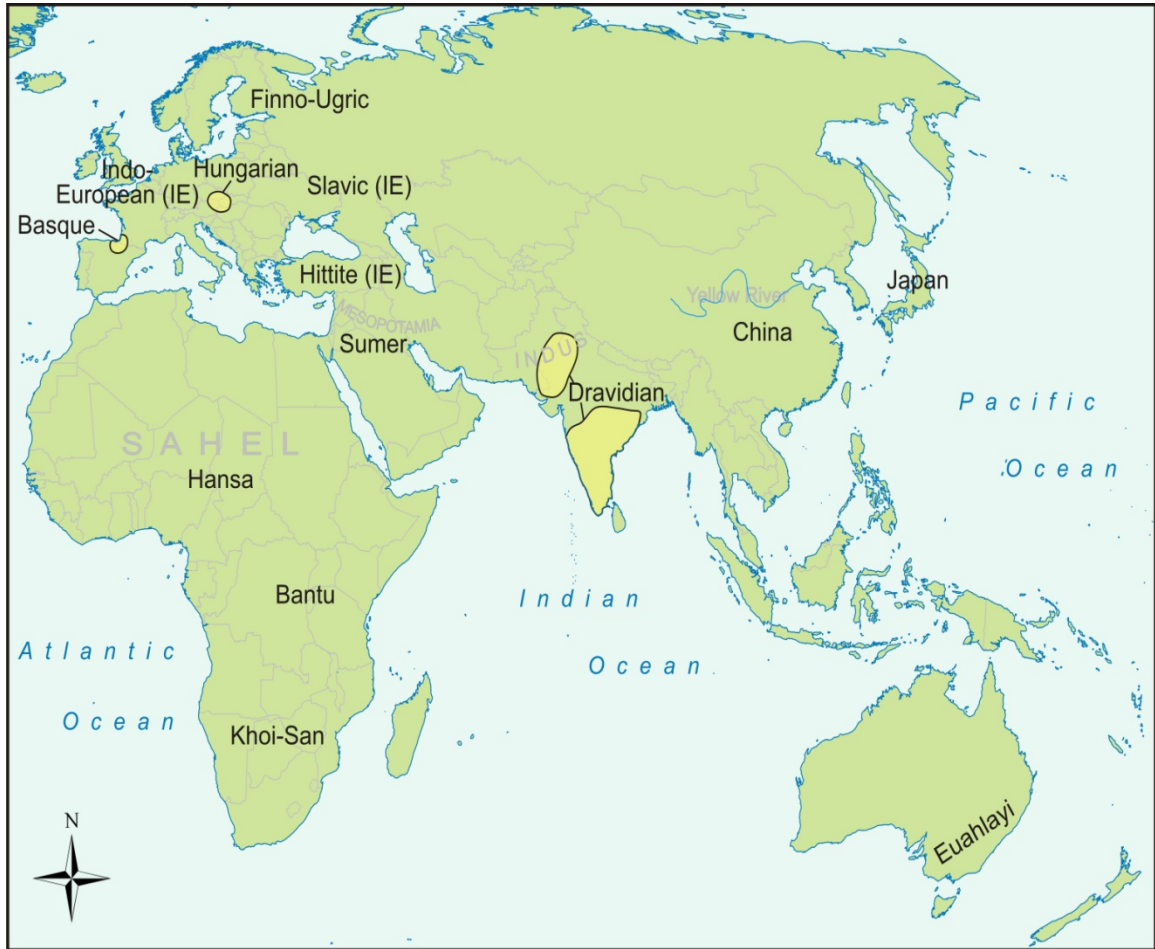 Finno-Ugric
Indo-
European (IE)
Hungarian
Slavic (IE)
Basque
Hittite (IE)
MESOPOTAMIA
Sumer
Yellow River
Japan
China
INDUS
Dravidian
Pacific
Ocean
SAHEL
Hansa
Bantu
Indian
Ocean
Atlantic
Ocean
Khoi-San
Euahlayi
N